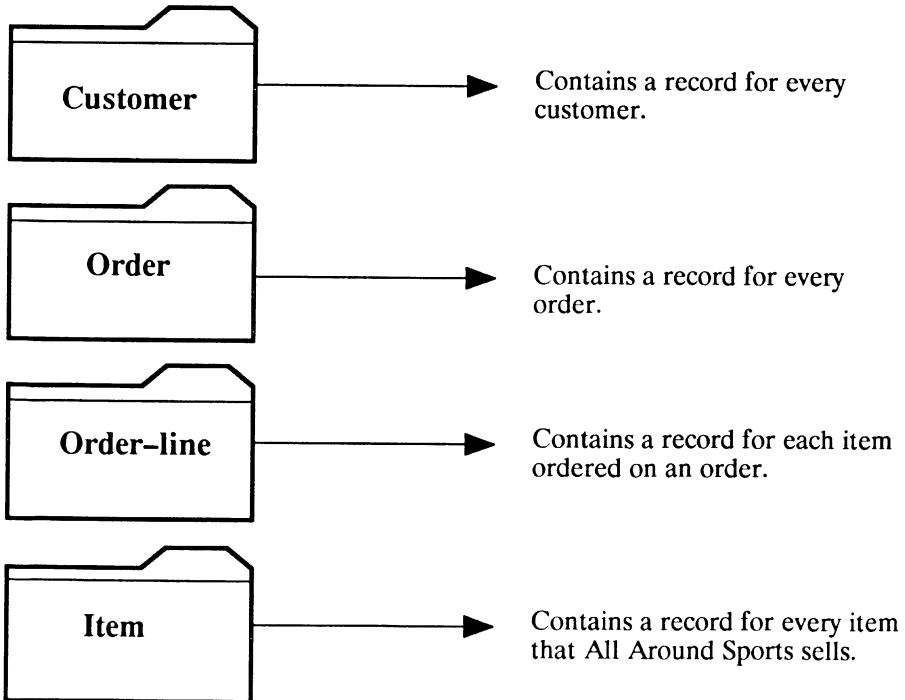 Customer
Contains a record for every
customer.
Order
Contains a record for every
order.
Order–line
Contains a record for each item
ordered on an order.
Item
Contains a record for every item
that All Around Sports sells.